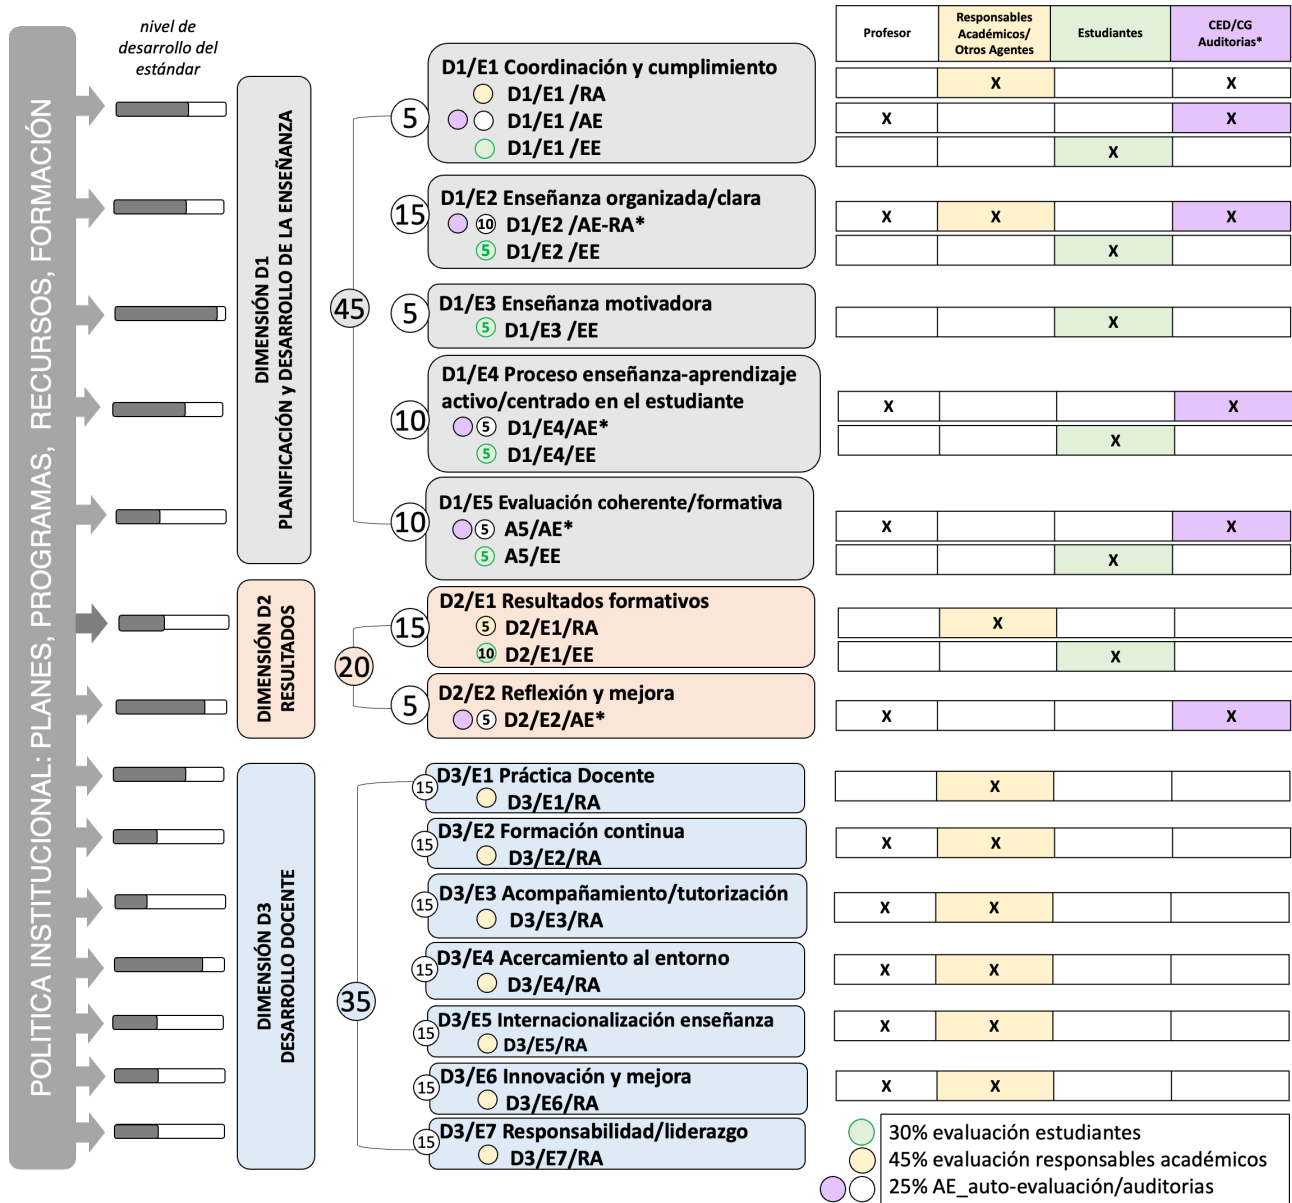 POLITICA INSTITUCIONAL: PLANES, PROGRAMAS, RECURSOS, FORMACIÓN
nivel de
desarrollo del
estándar
Profesor
Responsables
Académicos/
Otros Agentes
Estudiantes
CED/CG
Auditorias*
DIMENSIÓN D1
PLANIFICACIÓN y DESARROLLO DE LA ENSEÑANZA
45
5
D1/E1 Coordinación y cumplimiento
D1/E1 /RA
D1/E1 /AE
D1/E1 /EE
X X
X X
X
15
D1/E2 Enseñanza organizada/clara
10 D1/E2 /AE-RA*
5 D1/E2 /EE
X X X
X
5
D1/E3 Enseñanza motivadora
5 D1/E3 /EE
X
10
D1/E4 Proceso enseñanza-aprendizaje
activo/centrado en el estudiante
5 D1/E4/AE*
5 D1/E4/EE
X X
X
10
D1/E5 Evaluación coherente/formativa
5 A5/AE*
5 A5/EE
X X
X
DIMENSIÓN D2
RESULTADOS
20
15
D2/E1 Resultados formativos
5 D2/E1/RA
10 D2/E1/EE
X
X
5
D2/E2 Reflexión y mejora
5 D2/E2/AE*
X X
DIMENSIÓN D3
DESARROLLO DOCENTE
35
15
D3/E1 Práctica Docente
D3/E1/RA
X
15
D3/E2 Formación continua
D3/E2/RA
X X
15
D3/E3 Acompañamiento/tutorización
D3/E3/RA
X X
15
D3/E4 Acercamiento al entorno
D3/E4/RA
X X
15
D3/E5 Internacionalización enseñanza
D3/E5/RA
X X
15
D3/E6 Innovación y mejora
D3/E6/RA
X X
15
D3/E7 Responsabilidad/liderazgo
D3/E7/RA
30% evaluación estudiantes
45% evaluación responsables académicos
25% AE_auto-evaluación/auditorias